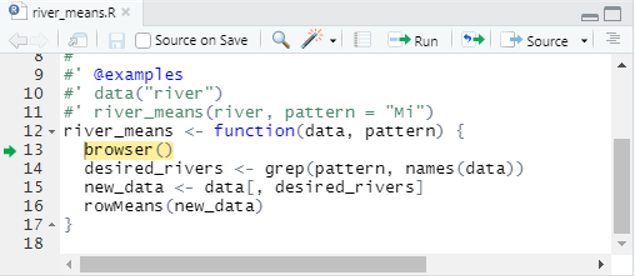 river_means.R ×
Source on Save Run Source
8 #
9 #' @examples
10 #' data("river")
11 #' river_means(river, pattern = "Mi")
12 river_means <- function(data, pattern) {
13 browser()
14 desired_rivers <- grep(pattern, names(data))
15 new_data <- data[, desired_rivers]
16 rowMeans(new_data)
17 }
18